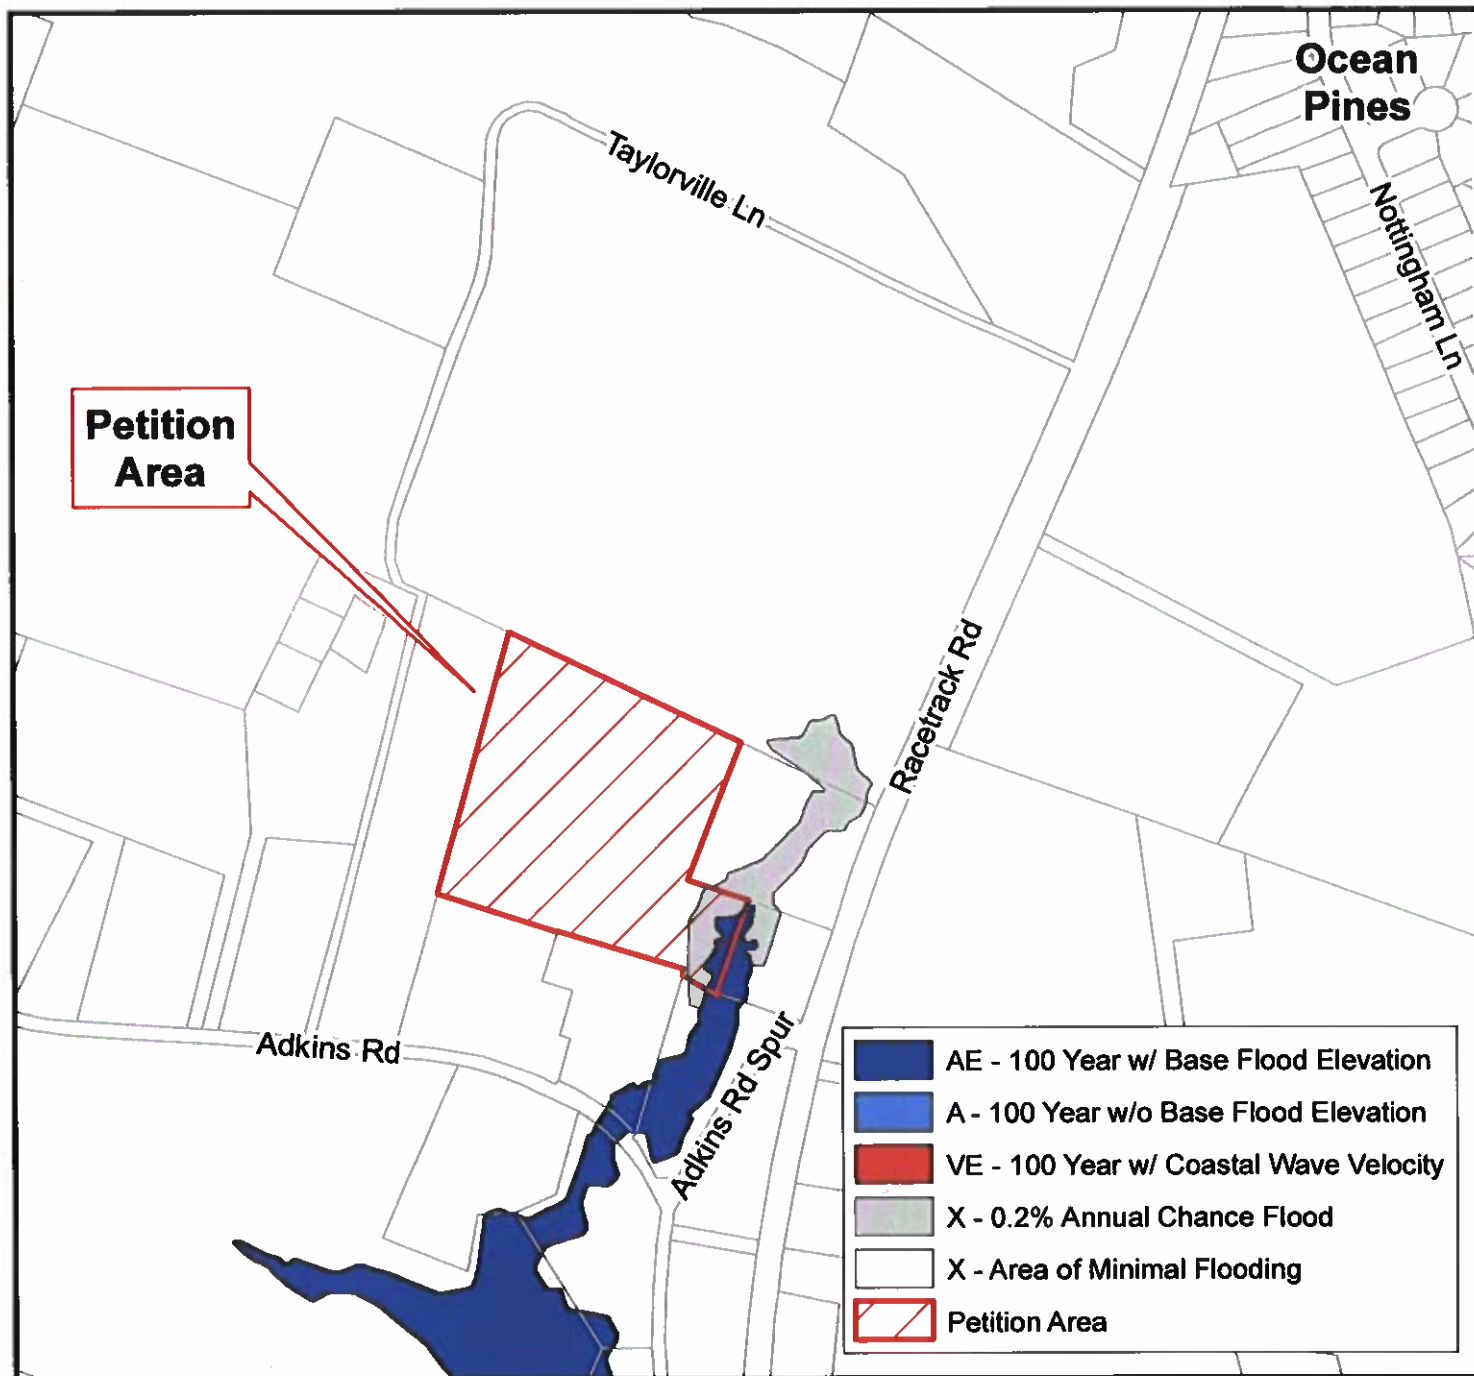 Ocean
Pines
Taylorville Ln
Nottingham Ln
Petition
Area
Racetrack Rd
Adkins Rd
Adkins Rd Spur
AE - 100 Year w/ Base Flood Elevation
A - 100 Year w/o Base Flood Elevation
VE - 100 Year w/ Coastal Wave Velocity
X - 0.2% Annual Chance Flood
X - Area of Minimal Flooding
Petition Area